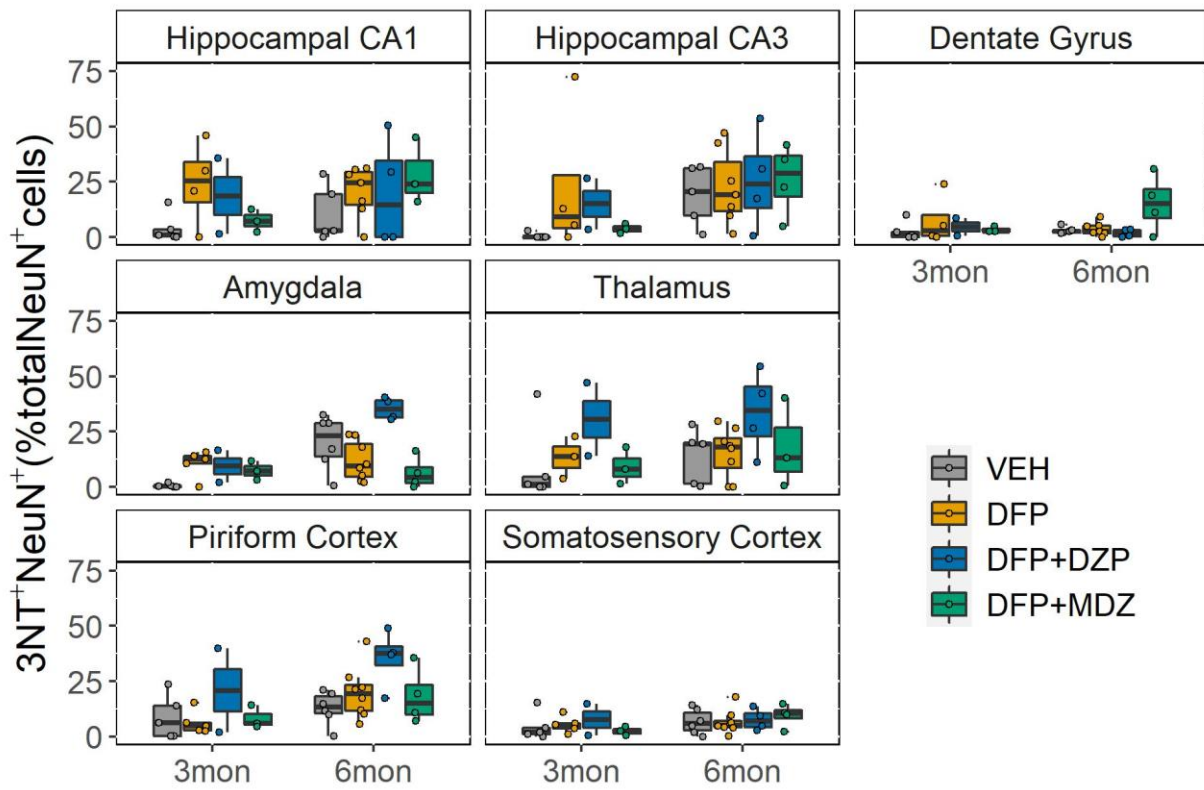 Hippocampal CA1
Hippocampal CA3
Dentate Gyrus
75
50
25
0
3mon
6mon
Amygdala
Thalamus
75
50
25
0
Piriform Cortex
Somatosensory Cortex
75
50
25
0
3mon
6mon
3mon
6mon
3NT⁺NeuN⁺(%totalNeuN⁺cells)
VEH
DFP
DFP+DZP
DFP+MDZ